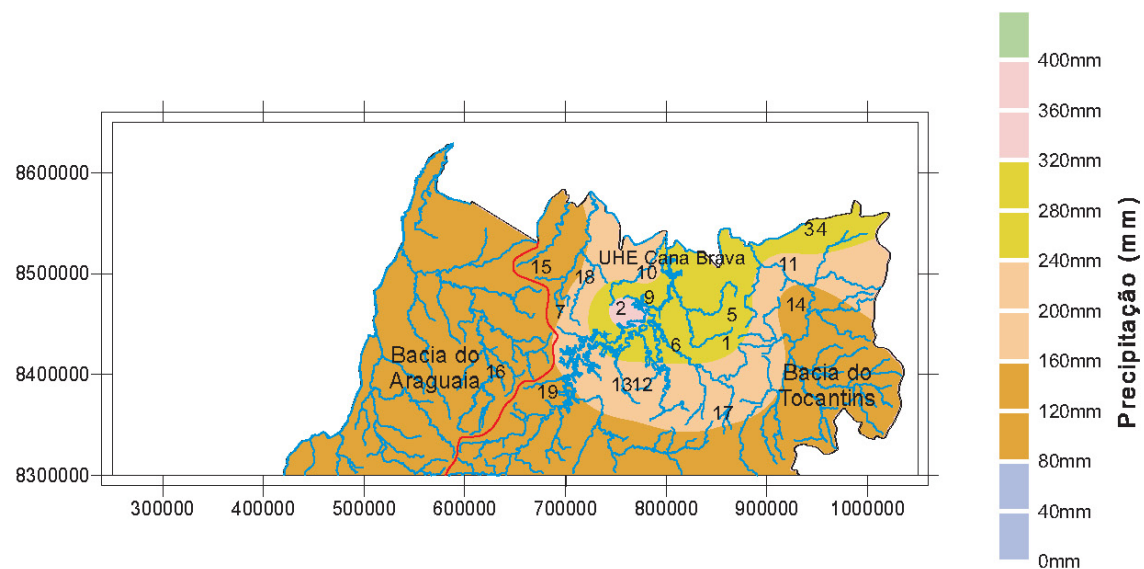 400mm
360mm
320mm
280mm
240mm
200mm
160mm
120mm
80mm
40mm
0mm
Precipitação (mm)
8600000
8500000
8400000
8300000
34
UHE Cana Brava
15
18
10
11
2
9
14
7
5
6
1
Bacia do
Araguaia
16
19
1312
17
Bacia do
Tocantins
300000 400000 500000 600000 700000 800000 900000 1000000